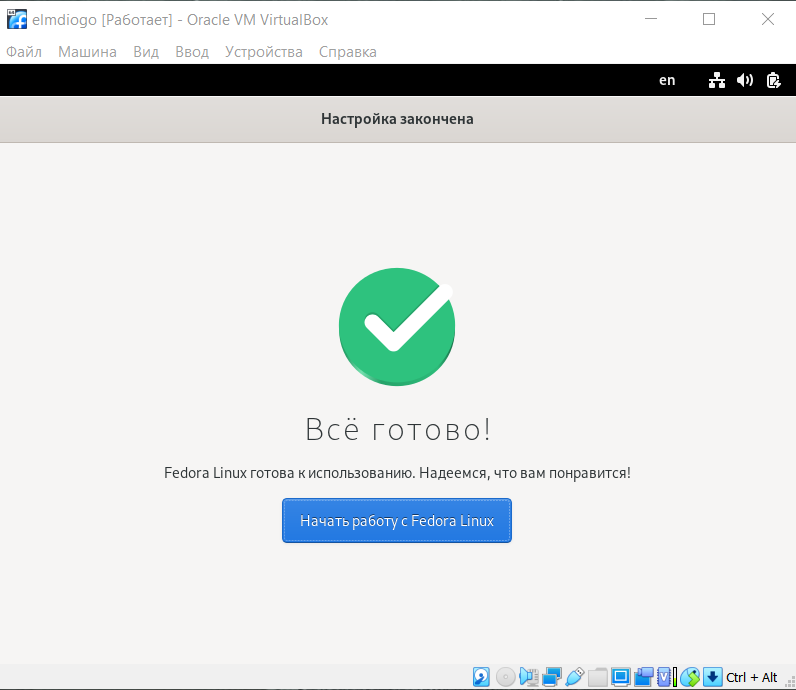 elmdiogo [Работает] - Oracle VM VirtualBox
Файл Машина Вид Ввод Устройства Справка
en
Настройка закончена
Всё готово!
Fedora Linux готова к использованию. Надеемся, что вам понравится!
Начать работу с Fedora Linux
Ctrl + Alt